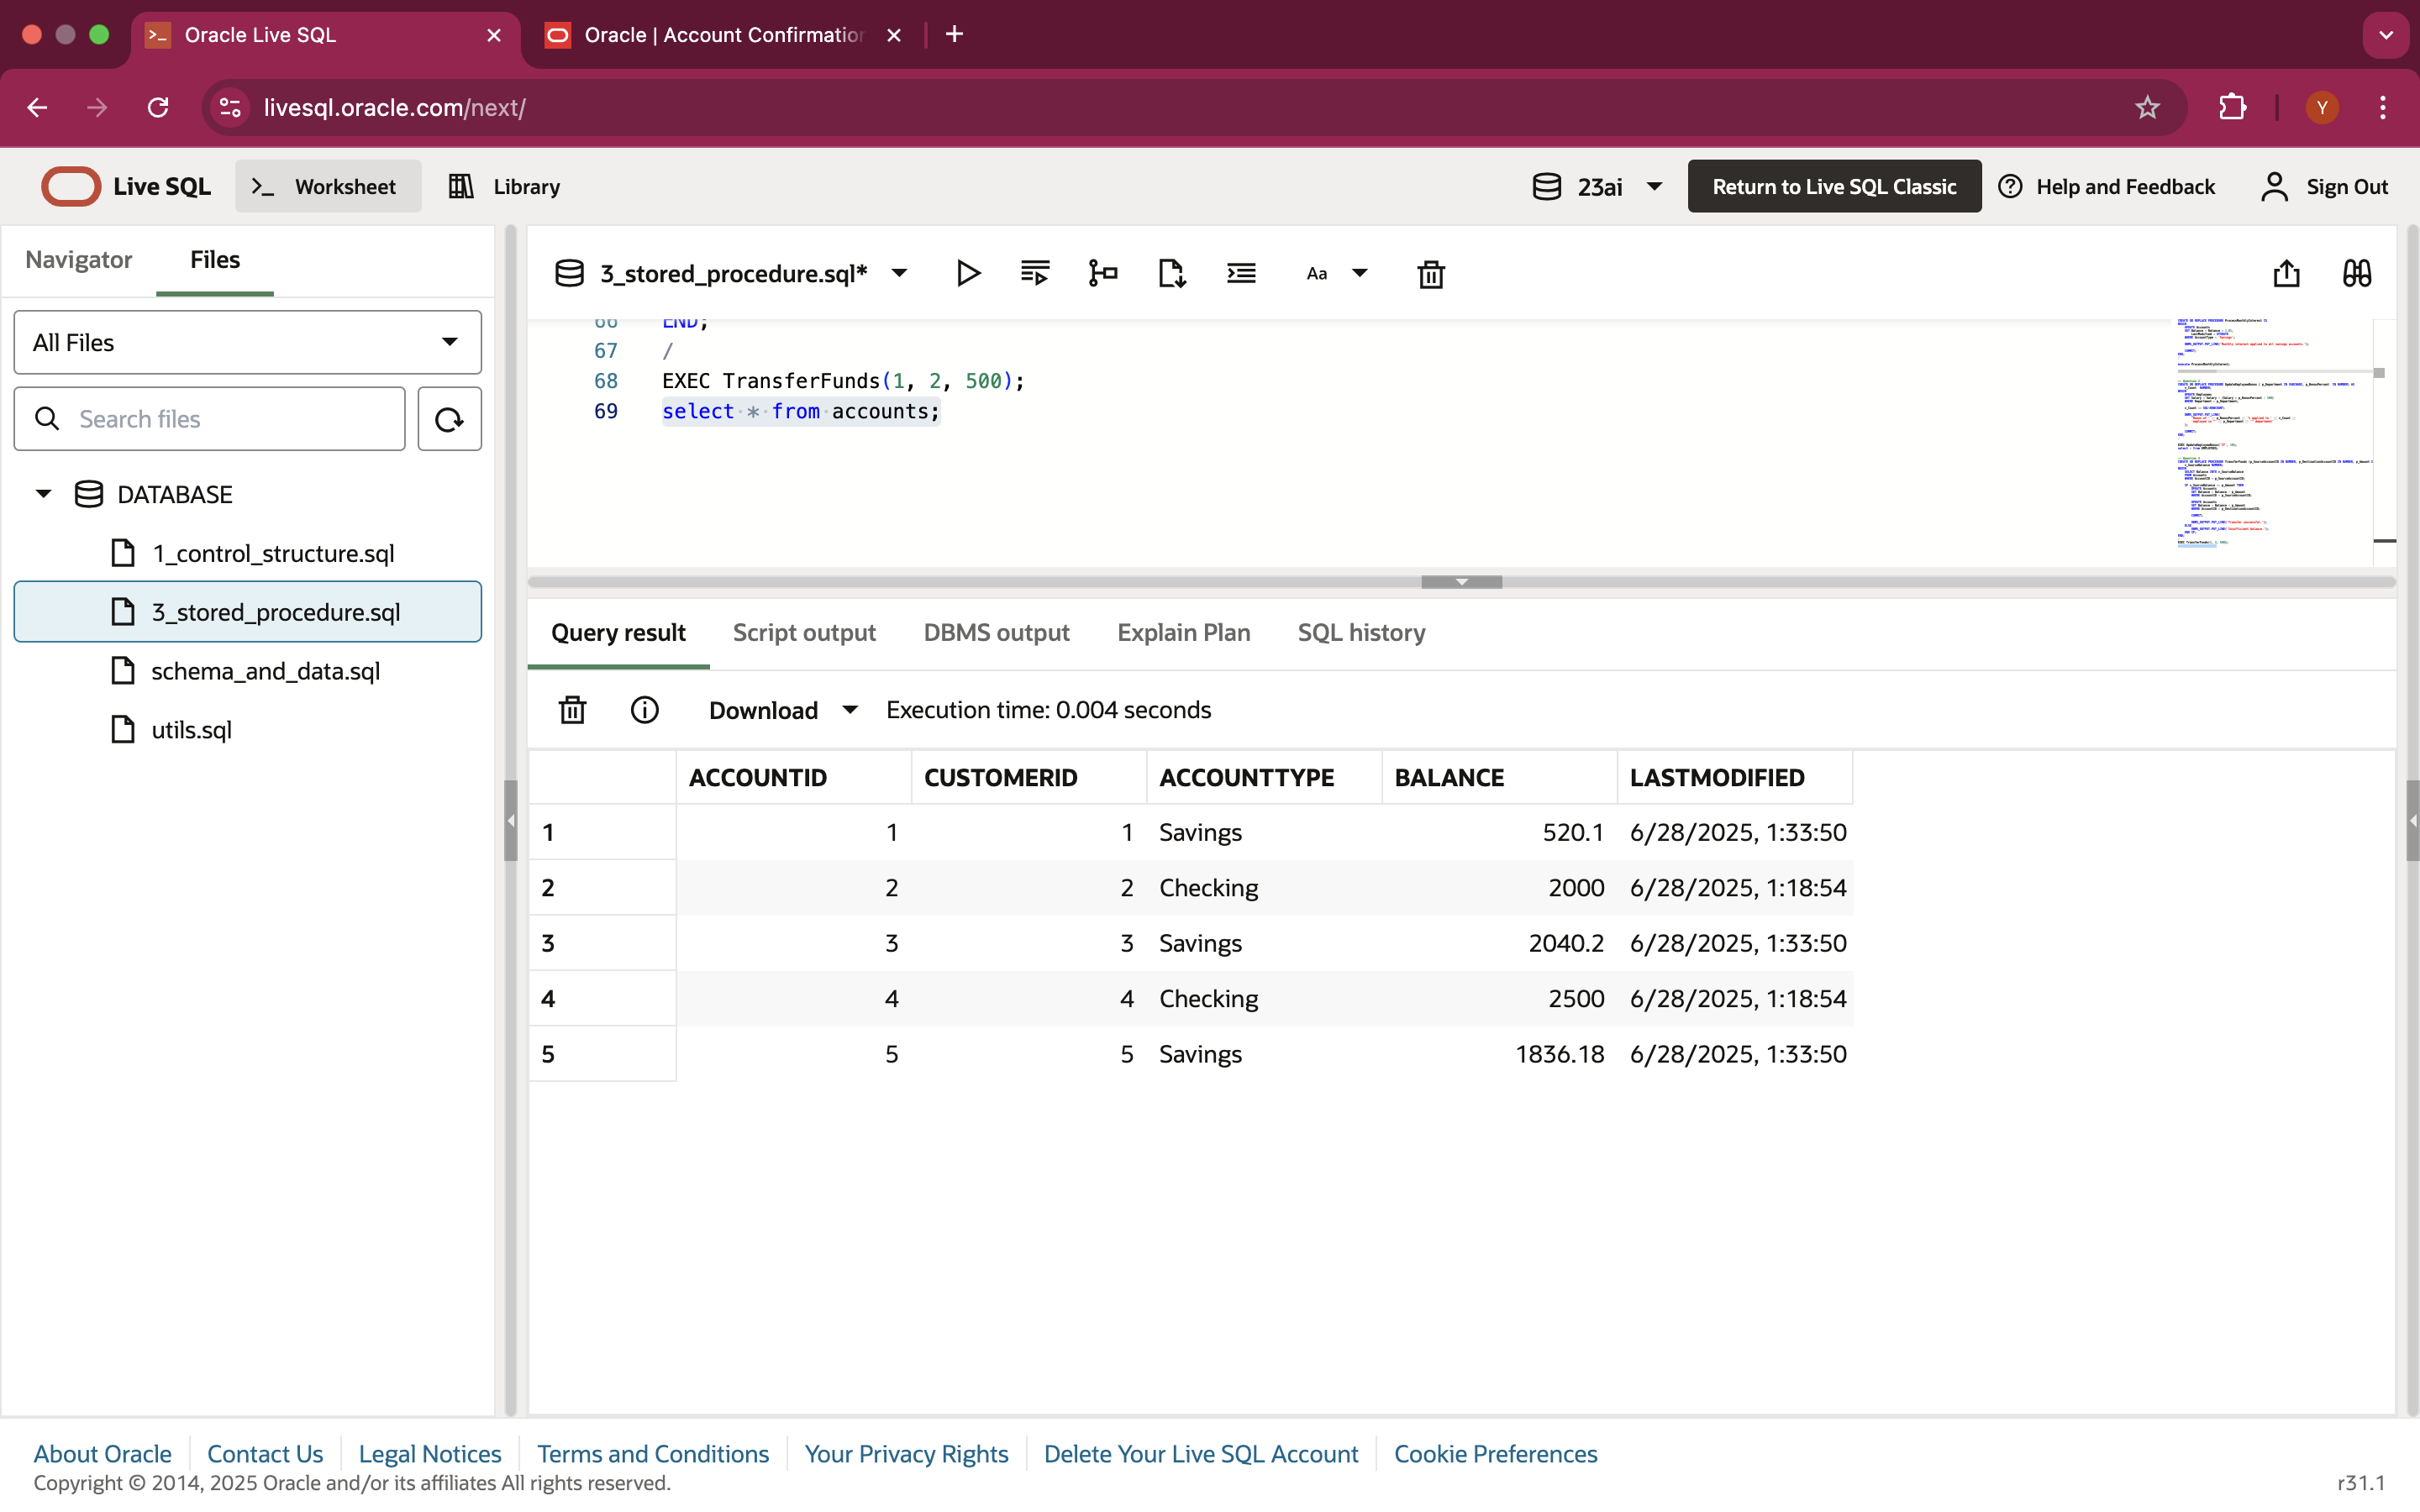 Oracle Live SQL
Oracle | Account Confirmation
livesql.oracle.com/next/
Y
Live SQL
Worksheet
Library
23ai
Return to Live SQL Classic
Help and Feedback
Sign Out
Navigator
Files
3_stored_procedure.sql*
Aa
All Files
Search files
DATABASE
1_control_structure.sql
3_stored_procedure.sql
schema_and_data.sql
utils.sql
66 END;
67 /
68 EXEC TransferFunds(1, 2, 500);
69 select * from accounts;
Query result Script output DBMS output Explain Plan SQL history
Download Execution time: 0.004 seconds
ACCOUNTID CUSTOMERID ACCOUNTTYPE BALANCE LASTMODIFIED
1 1 1 Savings 520.1 6/28/2025, 1:33:50
2 2 2 Checking 2000 6/28/2025, 1:18:54
3 3 3 Savings 2040.2 6/28/2025, 1:33:50
4 4 4 Checking 2500 6/28/2025, 1:18:54
5 5 5 Savings 1836.18 6/28/2025, 1:33:50
About Oracle Contact Us Legal Notices Terms and Conditions Your Privacy Rights Delete Your Live SQL Account Cookie Preferences
Copyright © 2014, 2025 Oracle and/or its affiliates All rights reserved.
r31.1